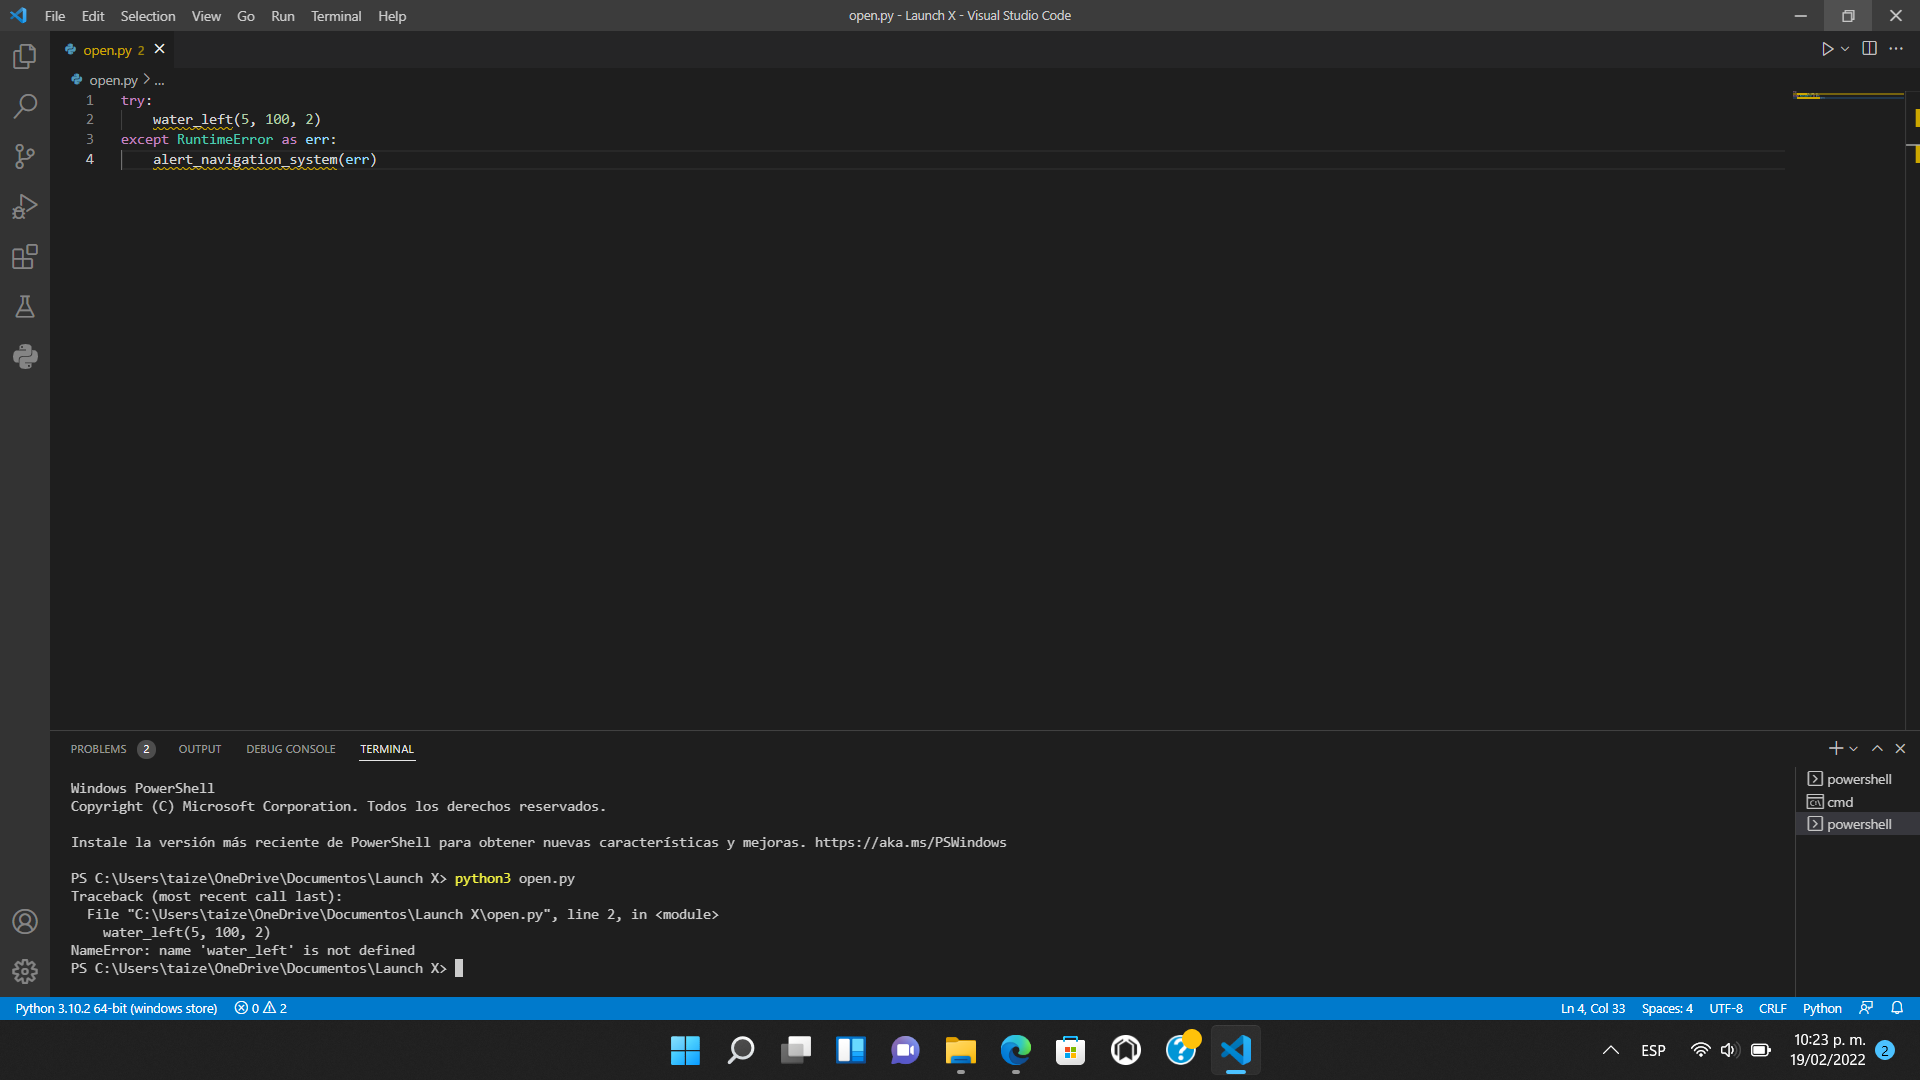 File Edit Selection View Go Run Terminal Help
open.py - Launch X - Visual Studio Code
open.py 2
open.py > ...
1 try:
2 water_left(5, 100, 2)
3 except RuntimeError as err:
4 alert_navigation_system(err)
PROBLEMS 2 OUTPUT DEBUG CONSOLE TERMINAL
Windows PowerShell
Copyright (C) Microsoft Corporation. Todos los derechos reservados.
Instale la versión más reciente de PowerShell para obtener nuevas características y mejoras. https://aka.ms/PSWindows
PS C:\Users\taize\OneDrive\Documentos\Launch X> python3 open.py
Traceback (most recent call last):
File "C:\Users\taize\OneDrive\Documentos\Launch X\open.py", line 2, in <module>
water_left(5, 100, 2)
NameError: name 'water_left' is not defined
PS C:\Users\taize\OneDrive\Documentos\Launch X>
powershell
cmd
powershell
Python 3.10.2 64-bit (windows store) 0 2
Ln 4, Col 33 Spaces: 4 UTF-8 CRLF Python
ESP
10:23 p. m.
19/02/2022
2